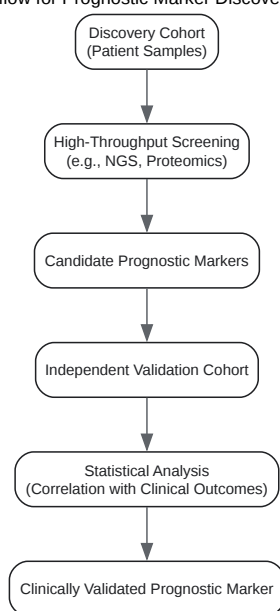 for Prognostic Marker Discove
Discovery Cohort
(Patient Samples)
High-Throughput Screening
(e.g., NGS, Proteomics)
Candidate Prognostic Markers
Independent Validation Cohort
Statistical Analysis
(Correlation with Clinical Outcomes)
Clinically Validated Prognostic Marker